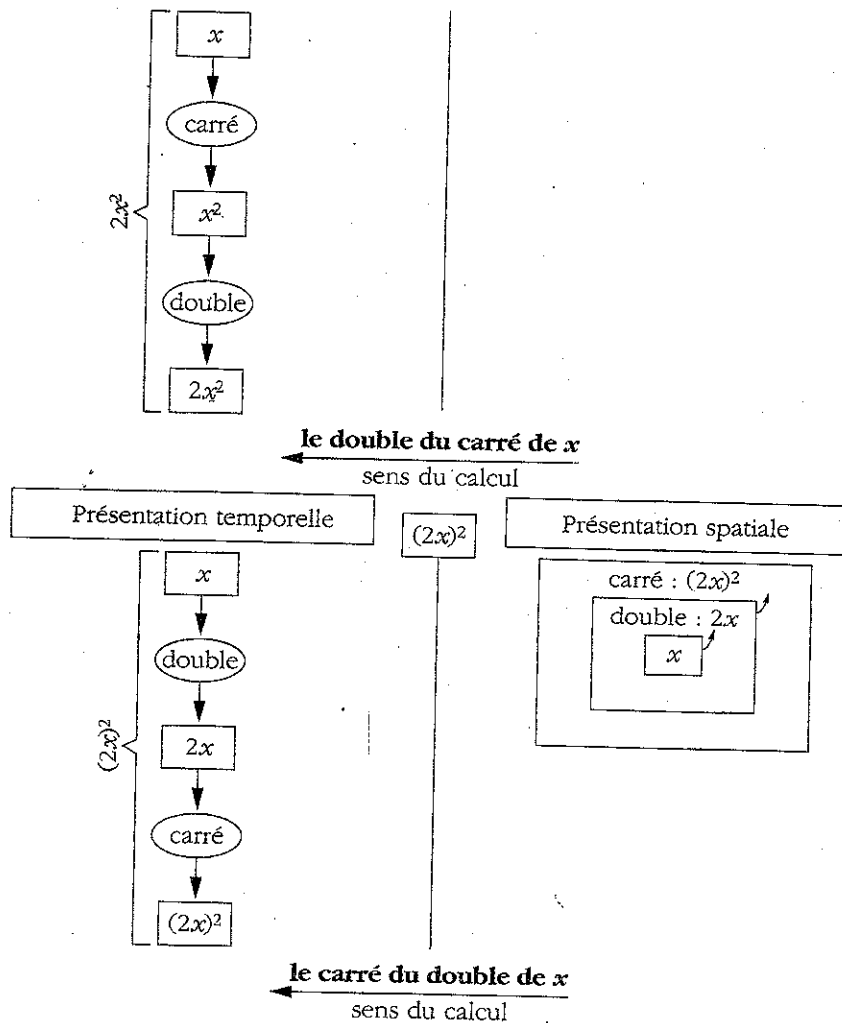 x
carré
2x²
x²
double
2x²
le double du carré de x
sens du calcul
Présentation temporelle
(2x)²
Présentation spatiale
x
double
(2x)²
2x
carré
(2x)²
carré : (2x)²
double : 2x
x
le carré du double de x
sens du calcul